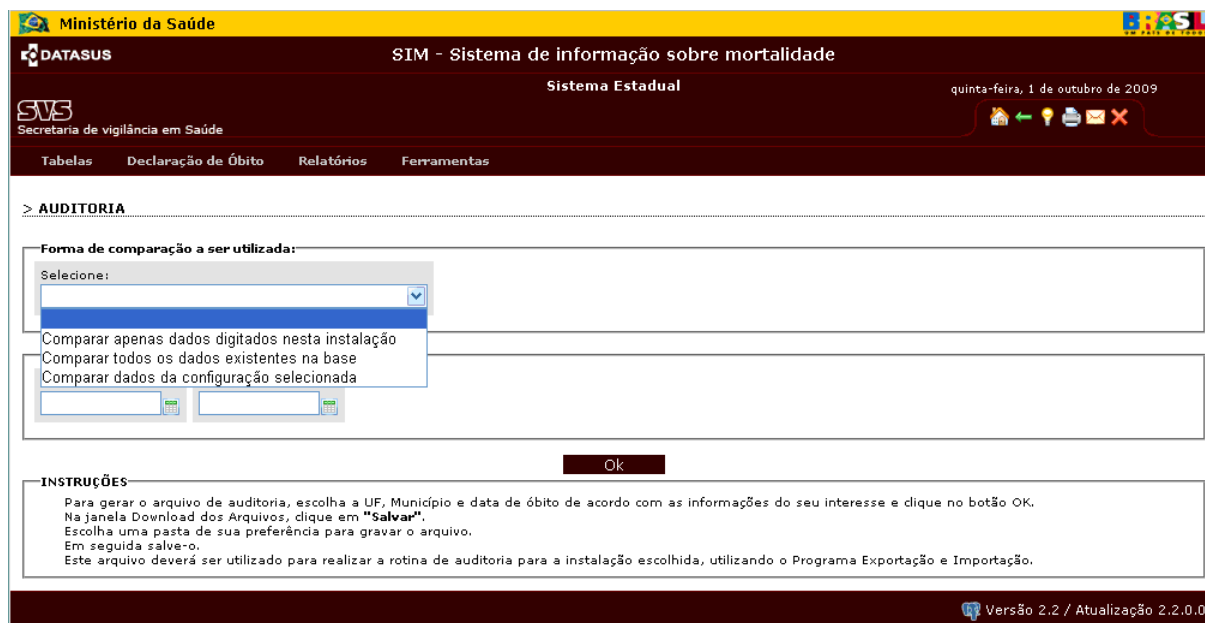 Ministério da Saúde
BRASIL
UM PAÍS DE TODOS
DATASUS
SIM - Sistema de informação sobre mortalidade
Sistema Estadual
quinta-feira, 1 de outubro de 2009
SVS
Secretaria de vigilância em Saúde
Tabelas Declaração de Óbito Relatórios Ferramentas
> AUDITORIA
Forma de comparação a ser utilizada:
Selecione:
Comparar apenas dados digitados nesta instalação
Comparar todos os dados existentes na base
Comparar dados da configuração selecionada
Ok
INSTRUÇÕES
Para gerar o arquivo de auditoria, escolha a UF, Município e data de óbito de acordo com as informações do seu interesse e clique no botão OK.
Na janela Download dos Arquivos, clique em "Salvar".
Escolha uma pasta de sua preferência para gravar o arquivo.
Em seguida salve-o.
Este arquivo deverá ser utilizado para realizar a rotina de auditoria para a instalação escolhida, utilizando o Programa Exportação e Importação.
Versão 2.2 / Atualização 2.2.0.0